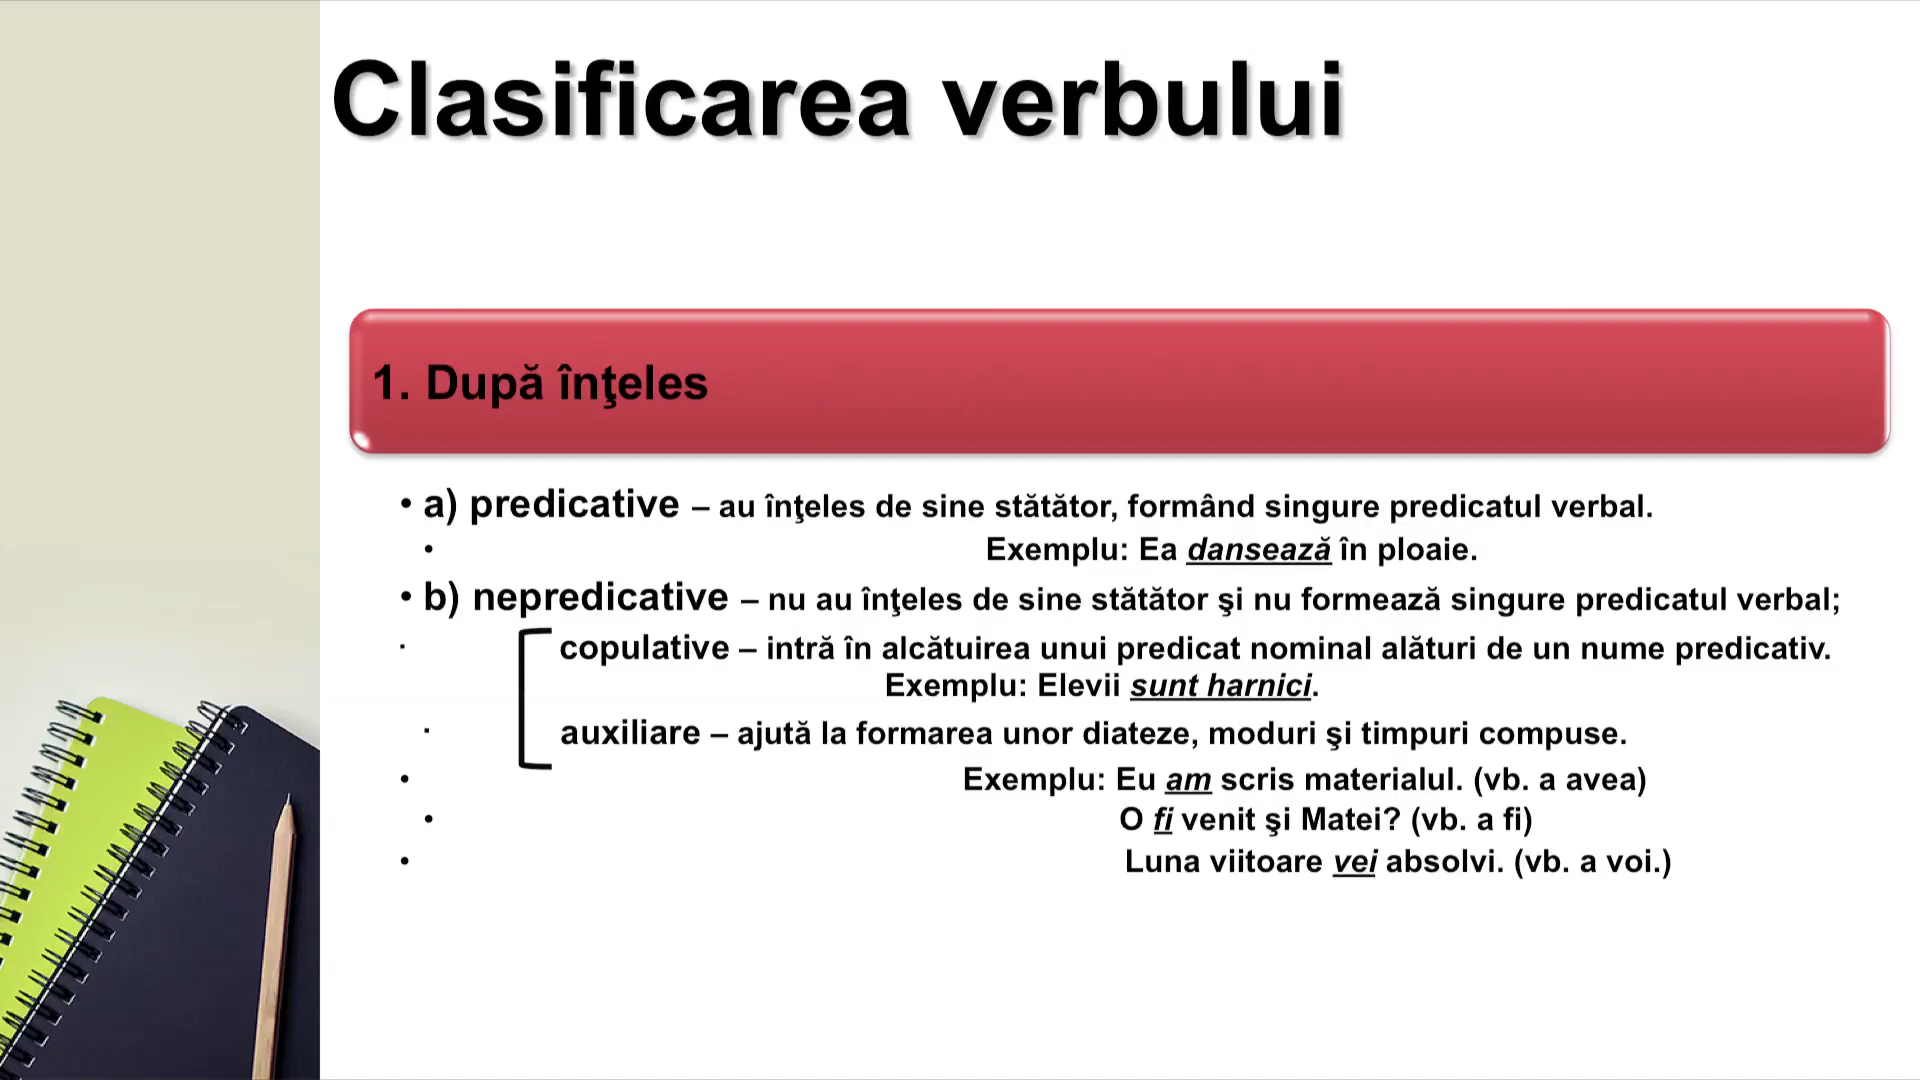 Clasificarea verbului
1. După înţeles
• a) predicative – au înţeles de sine stătător, formând singure predicatul verbal.
• Exemplu: Ea dansează în ploaie.
• b) nepredicative – nu au înţeles de sine stătător şi nu formează singure predicatul verbal;
· copulative – intră în alcătuirea unui predicat nominal alături de un nume predicativ.
Exemplu: Elevii sunt harnici.
· auxiliare – ajută la formarea unor diateze, moduri şi timpuri compuse.
• Exemplu: Eu am scris materialul. (vb. a avea)
• O fi venit şi Matei? (vb. a fi)
• Luna viitoare vei absolvi. (vb. a voi.)